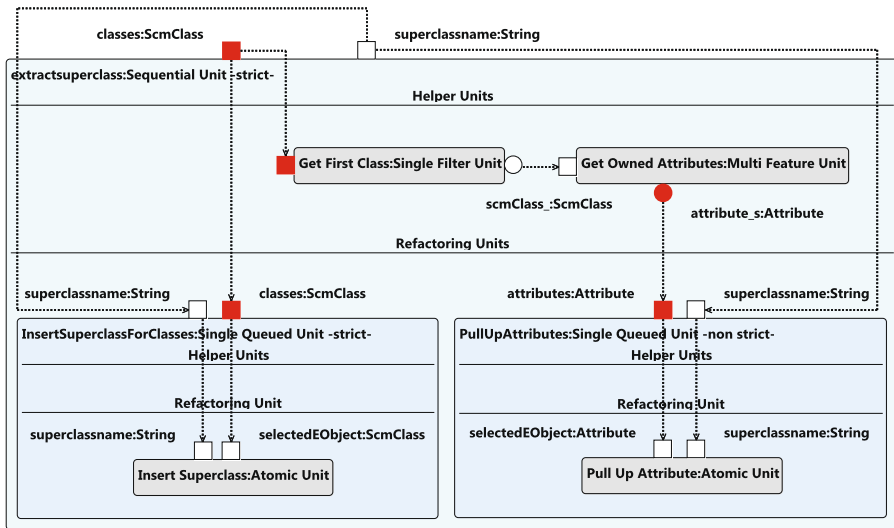 classes:ScmClass
superclassname:String
extractsuperclass:Sequential Unit -strict-
Helper Units
Get First Class:Single Filter Unit
Get Owned Attributes:Multi Feature Unit
scmClass_:ScmClass
attribute_s:Attribute
Refactoring Units
superclassname:String
classes:ScmClass
attributes:Attribute
superclassname:String
InsertSuperclassForClasses:Single Queued Unit -strict-
Helper Units
Refactoring Unit
superclassname:String
selectedEObject:ScmClass
Insert Superclass:Atomic Unit
PullUpAttributes:Single Queued Unit -non strict-
Helper Units
Refactoring Unit
selectedEObject:Attribute
superclassname:String
Pull Up Attribute:Atomic Unit